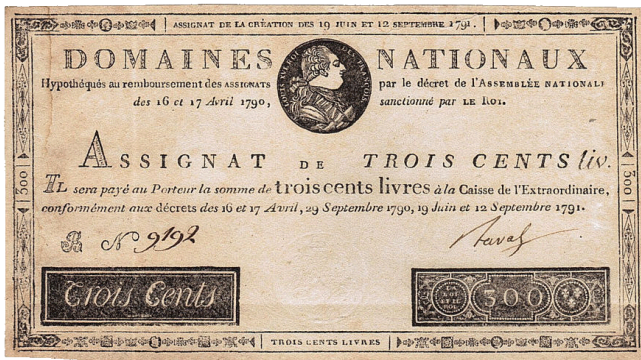 ASSIGNAT DE LA CRÉATION DES 19 JUIN ET 12 SEPTEMBRE 1791.
DOMAINES NATIONAUX
Hypothéqués au remboursement des ASSIGNATS par le décret de l'ASSEMBLÉE NATIONALE
des 16 et 17 Avril 1790, sanctionné par LE ROI.
ASSIGNAT DE TROIS CENTS liv.
IL sera payé au Porteur la somme de trois cents livres à la Caisse de l'Extraordinaire,
conformément aux décrets des 16 et 17 Avril, 29 Septembre 1790, 19 Juin et 12 Septembre 1791.
B N° 9192
300
300
Trois Cents
300
TROIS CENTS LIVRES